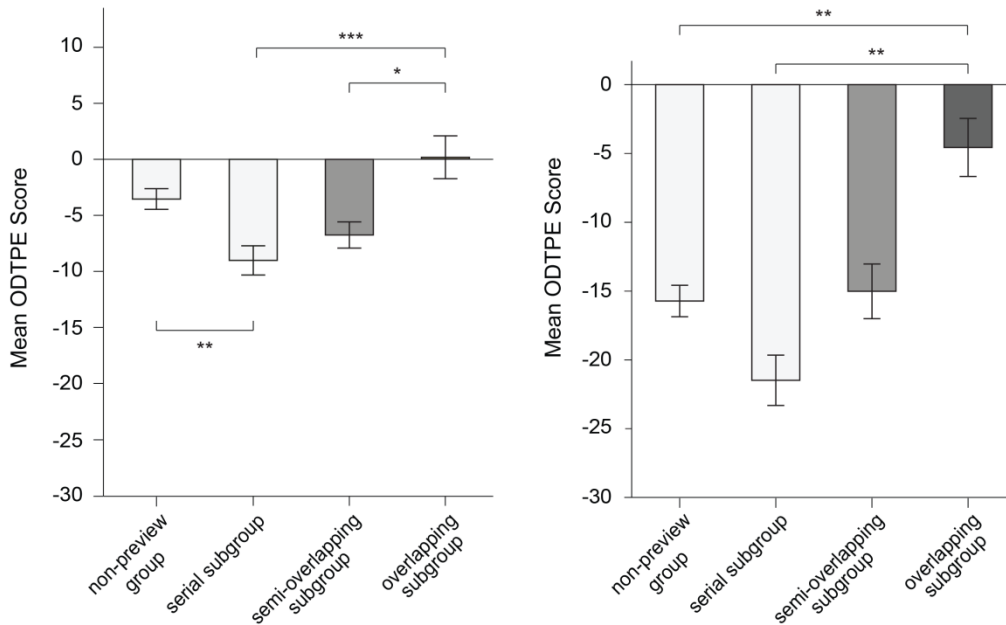 Mean ODTPE Score
10
5
0
-5
-10
-15
-20
-25
-30
***
*
**
non-preview
group
serial subgroup
semi-overlapping
subgroup
overlapping
subgroup
Mean ODTPE Score
0
-5
-10
-15
-20
-25
-30
**
**
non-preview
group
serial subgroup
semi-overlapping
subgroup
overlapping
subgroup